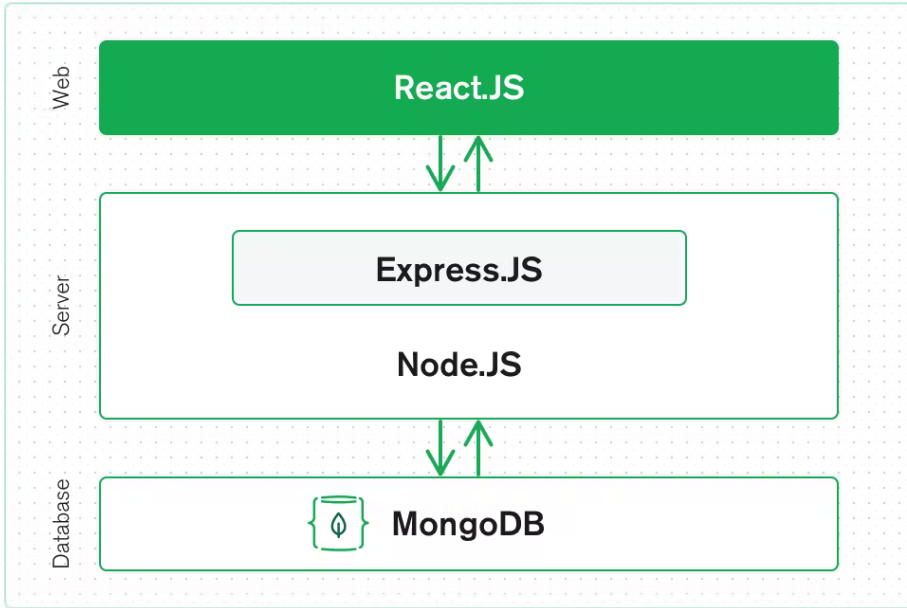 Web
React.JS
Server
Express.JS
Node.JS
Database
MongoDB